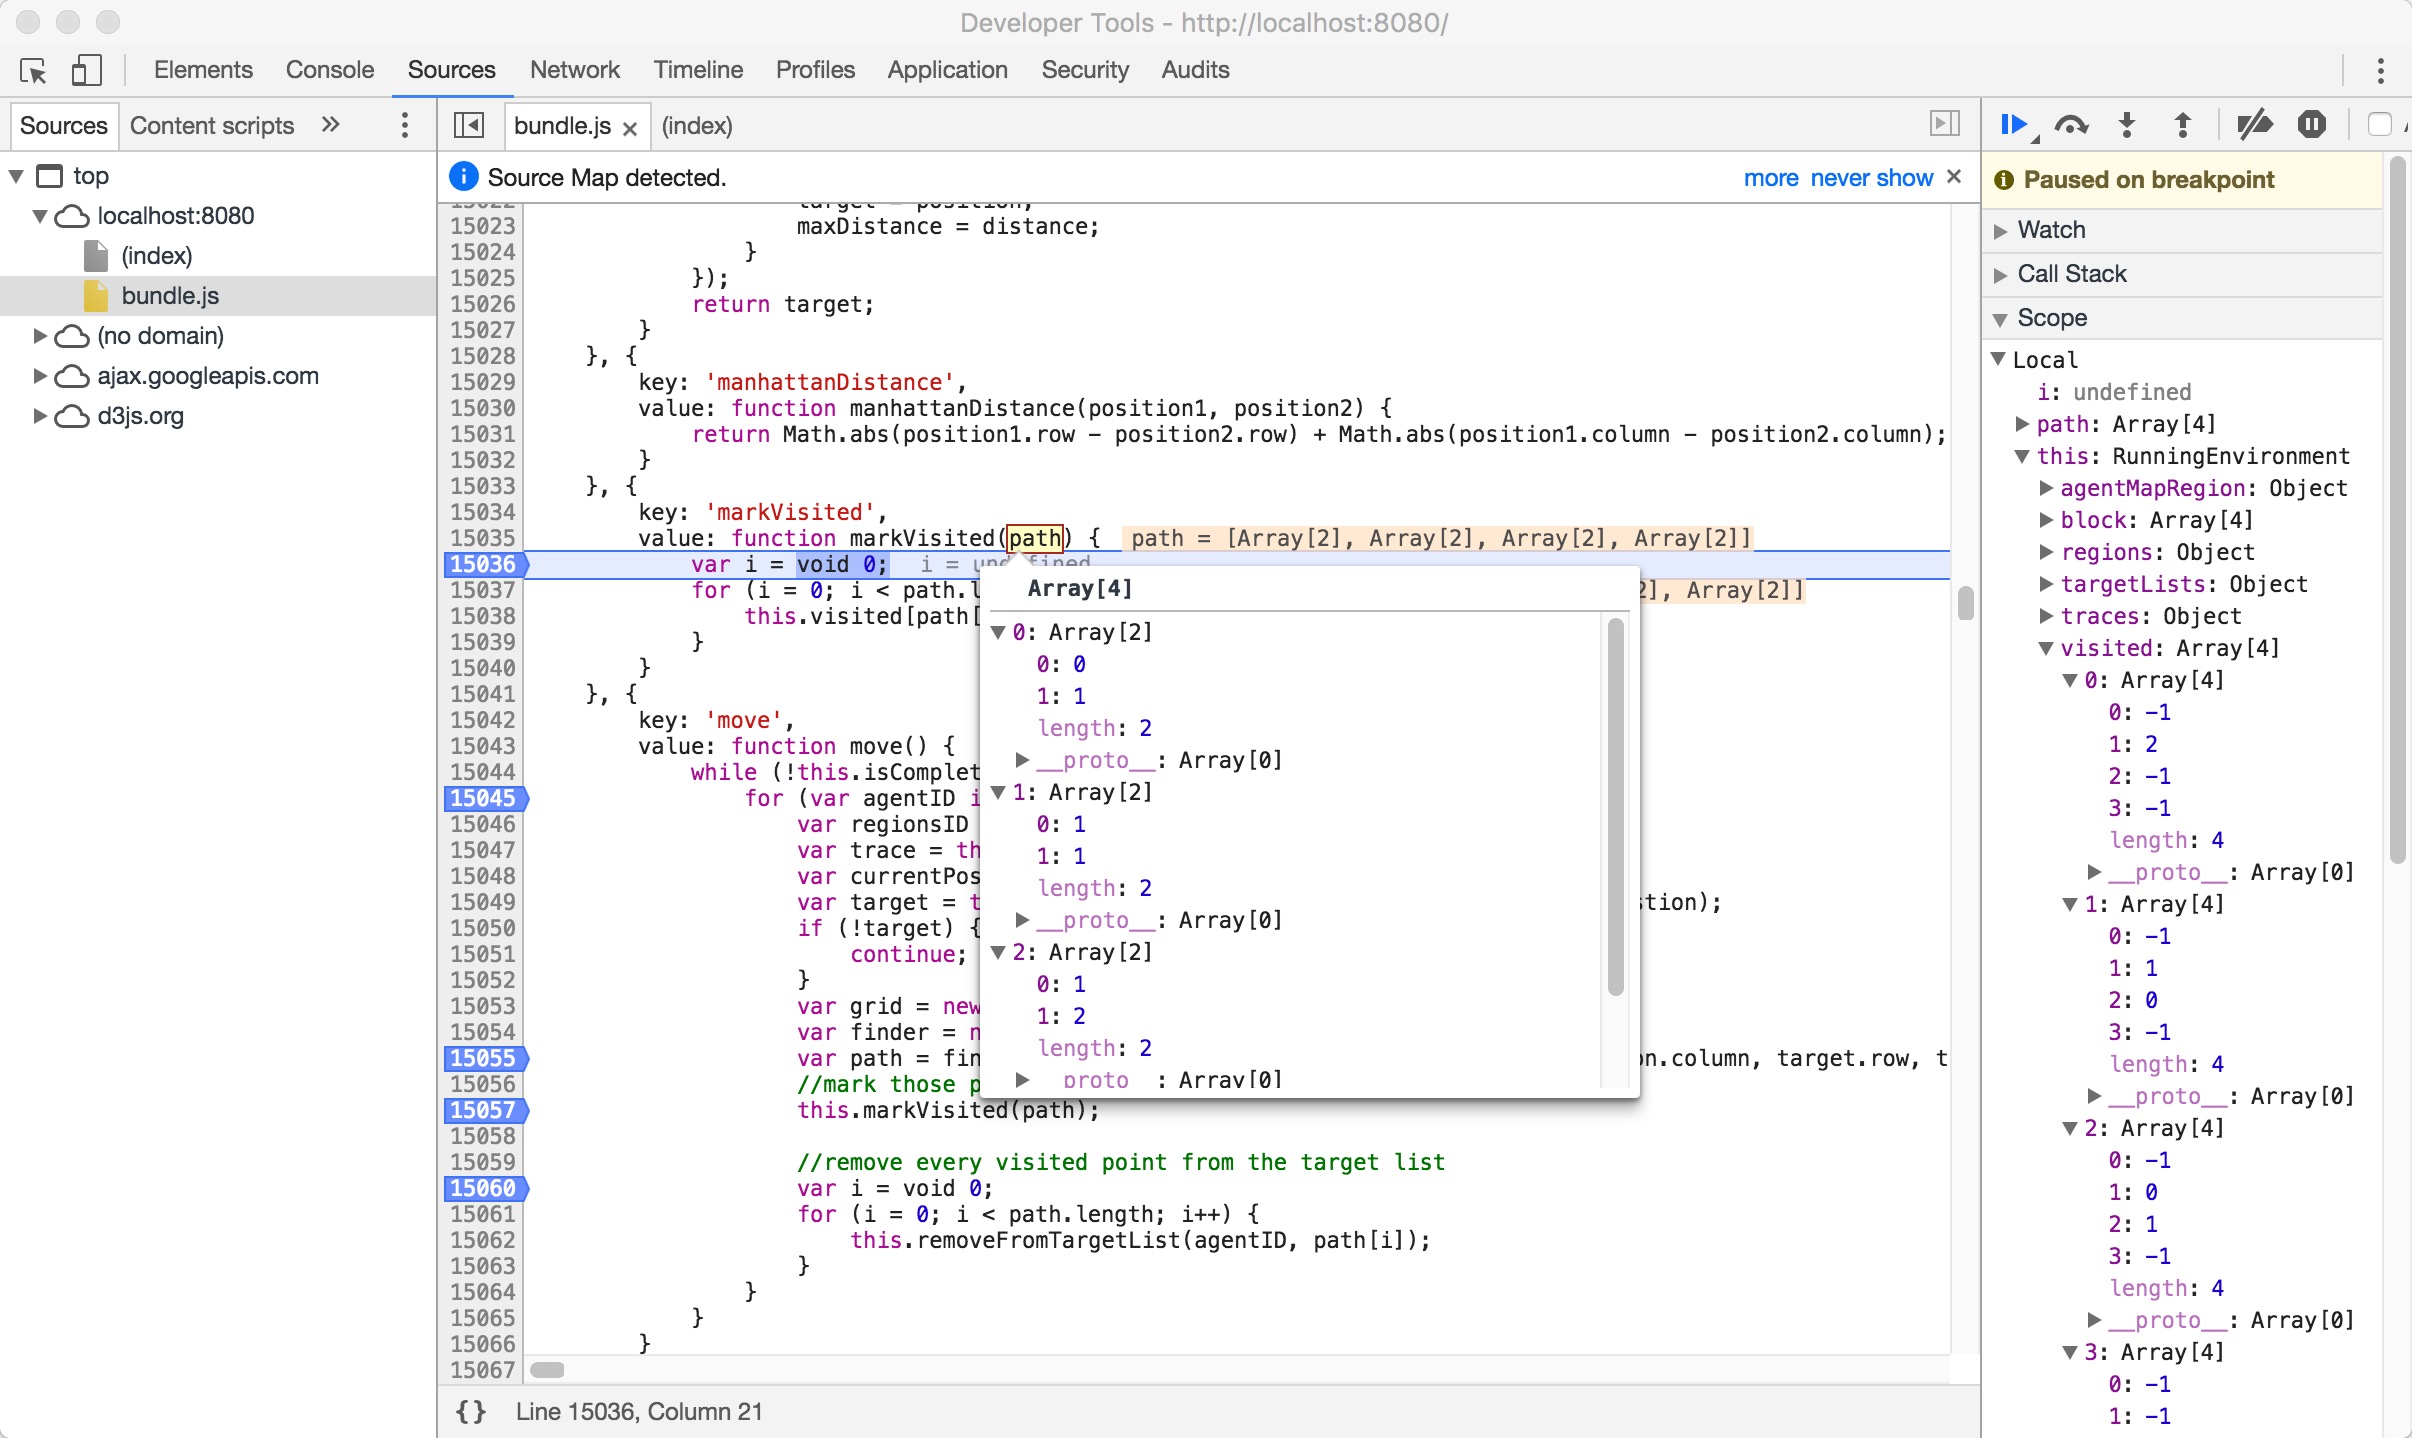 Developer Tools - http://localhost:8080/
Elements Console Sources Network Timeline Profiles Application Security Audits
Sources Content scripts »
top
localhost:8080
(index)
bundle.js
(no domain)
ajax.googleapis.com
d3js.org
bundle.js × (index)
Source Map detected. more never show ×
15022 target = position;
15023 maxDistance = distance;
15024 }
15025 });
15026 return target;
15027 }
15028 }, {
15029 key: 'manhattanDistance',
15030 value: function manhattanDistance(position1, position2) {
15031 return Math.abs(position1.row - position2.row) + Math.abs(position1.column - position2.column);
15032 }
15033 }, {
15034 key: 'markVisited',
15035 value: function markVisited(path) { path = [Array[2], Array[2], Array[2], Array[2]]
15036 var i = void 0; i = undefined
15037 for (i = 0; i < path.l 2], Array[2]]
15038 this.visited[path[
15039 }
15040 }
15041 }, {
15042 key: 'move',
15043 value: function move() {
15044 while (!this.isComplet
15045 for (var agentID i
15046 var regionsID
15047 var trace = th
15048 var currentPos
15049 var target = t stion);
15050 if (!target) {
15051 continue;
15052 }
15053 var grid = new
15054 var finder = n
15055 var path = fin on.column, target.row, t
15056 //mark those p
15057 this.markVisited(path);
15058
15059 //remove every visited point from the target list
15060 var i = void 0;
15061 for (i = 0; i < path.length; i++) {
15062 this.removeFromTargetList(agentID, path[i]);
15063 }
15064 }
15065 }
15066 }
15067
Array[4]
0: Array[2]
0: 0
1: 1
length: 2
__proto__: Array[0]
1: Array[2]
0: 1
1: 1
length: 2
__proto__: Array[0]
2: Array[2]
0: 1
1: 2
length: 2
__proto__: Array[0]
{} Line 15036, Column 21
Paused on breakpoint
Watch
Call Stack
Scope
Local
i: undefined
path: Array[4]
this: RunningEnvironment
agentMapRegion: Object
block: Array[4]
regions: Object
targetLists: Object
traces: Object
visited: Array[4]
0: Array[4]
0: -1
1: 2
2: -1
3: -1
length: 4
__proto__: Array[0]
1: Array[4]
0: -1
1: 1
2: 0
3: -1
length: 4
__proto__: Array[0]
2: Array[4]
0: -1
1: 0
2: 1
3: -1
length: 4
__proto__: Array[0]
3: Array[4]
0: -1
1: -1